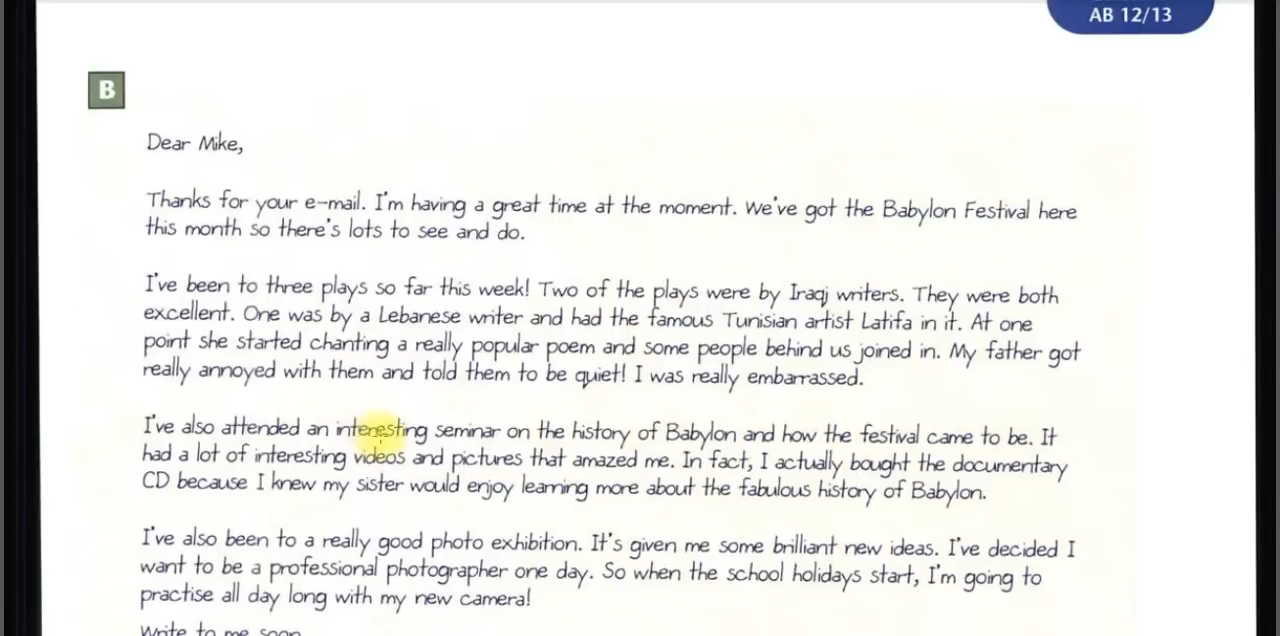 AB 12/13
B
Dear Mike,
Thanks for your e-mail. I'm having a great time at the moment. We've got the Babylon Festival here
this month so there's lots to see and do.
I've been to three plays so far this week! Two of the plays were by Iraqi writers. They were both
excellent. One was by a Lebanese writer and had the famous Tunisian artist Latifa in it. At one
point she started chanting a really popular poem and some people behind us joined in. My father got
really annoyed with them and told them to be quiet! I was really embarrassed.
I've also attended an interesting seminar on the history of Babylon and how the festival came to be. It
had a lot of interesting videos and pictures that amazed me. In fact, I actually bought the documentary
CD because I knew my sister would enjoy learning more about the fabulous history of Babylon.
I've also been to a really good photo exhibition. It's given me some brilliant new ideas. I've decided I
want to be a professional photographer one day. So when the school holidays start, I'm going to
practise all day long with my new camera!
Write to me soon